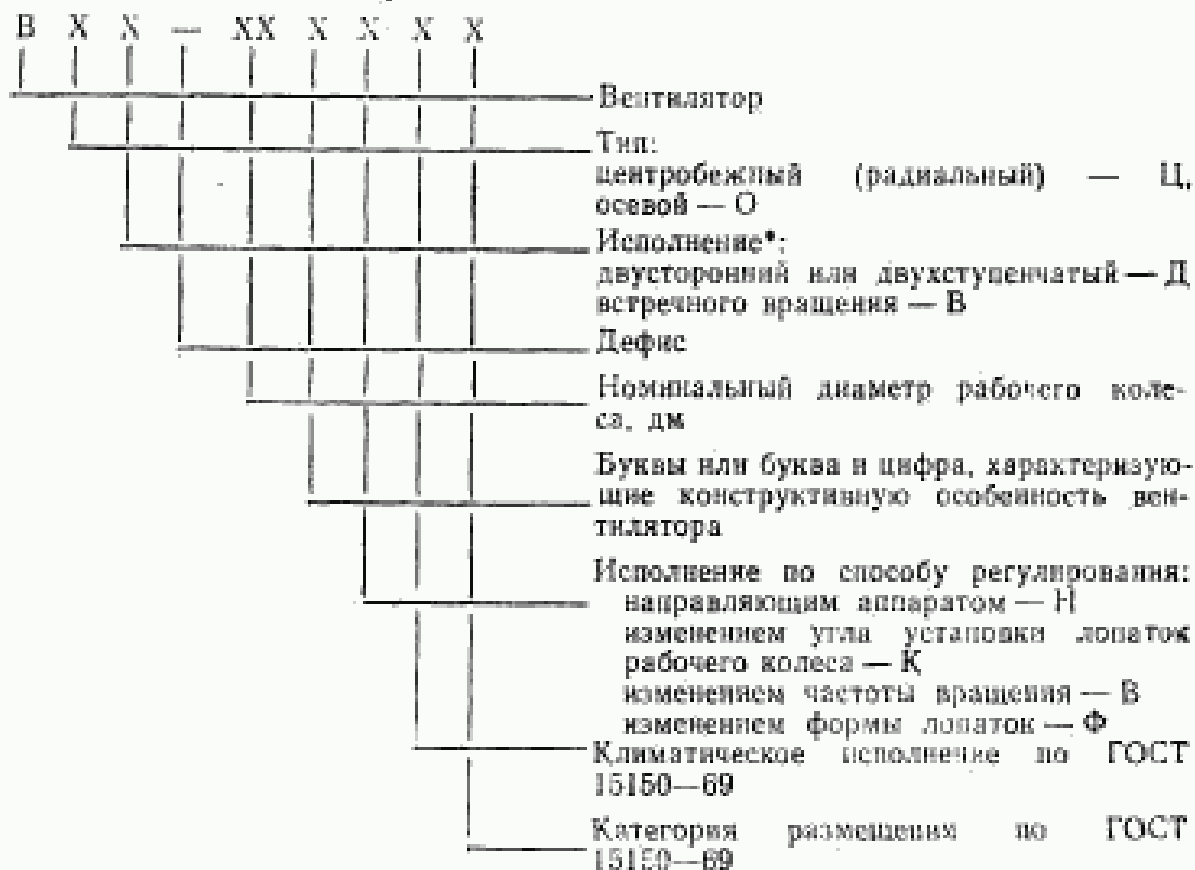 В Х Х — ХХ Х Х Х Х
Вентилятор
Тип:
центробежный (радиальный) — Ц,
осевой — О
Исполнение*:
двусторонний или двухступенчатый — Д
встречного вращения — В
Дефис
Номинальный диаметр рабочего коле-
са, дм
Буквы или буква и цифра, характеризую-
щие конструктивную особенность вен-
тилятора
Исполнение по способу регулирования:
направляющим аппаратом — Н
изменением угла установки лопаток
рабочего колеса — К
изменением частоты вращения — В
изменением формы лопаток — Ф
Климатическое исполнение по ГОСТ
15150—69
Категория размещения по ГОСТ
15150—69